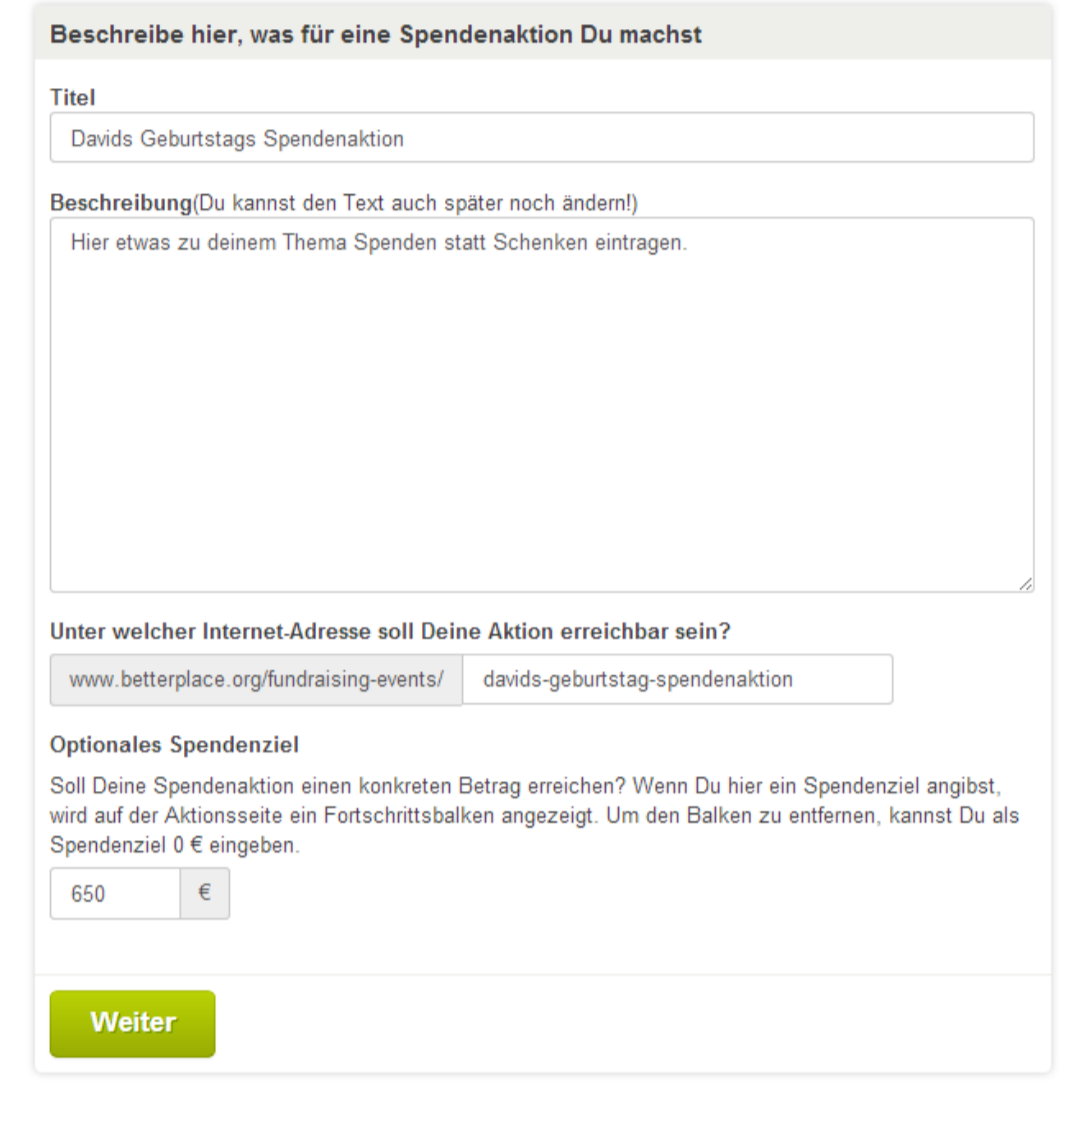 Beschreibe hier, was für eine Spendenaktion Du machst
Titel
Davids Geburtstags Spendenaktion
Beschreibung(Du kannst den Text auch später noch ändern!)
Hier etwas zu deinem Thema Spenden statt Schenken eintragen.
Unter welcher Internet-Adresse soll Deine Aktion erreichbar sein?
www.betterplace.org/fundraising-events/ davids-geburtstag-spendenaktion
Optionales Spendenziel
Soll Deine Spendenaktion einen konkreten Betrag erreichen? Wenn Du hier ein Spendenziel angibst,
wird auf der Aktionsseite ein Fortschrittsbalken angezeigt. Um den Balken zu entfernen, kannst Du als
Spendenziel 0 € eingeben.
650 €
Weiter